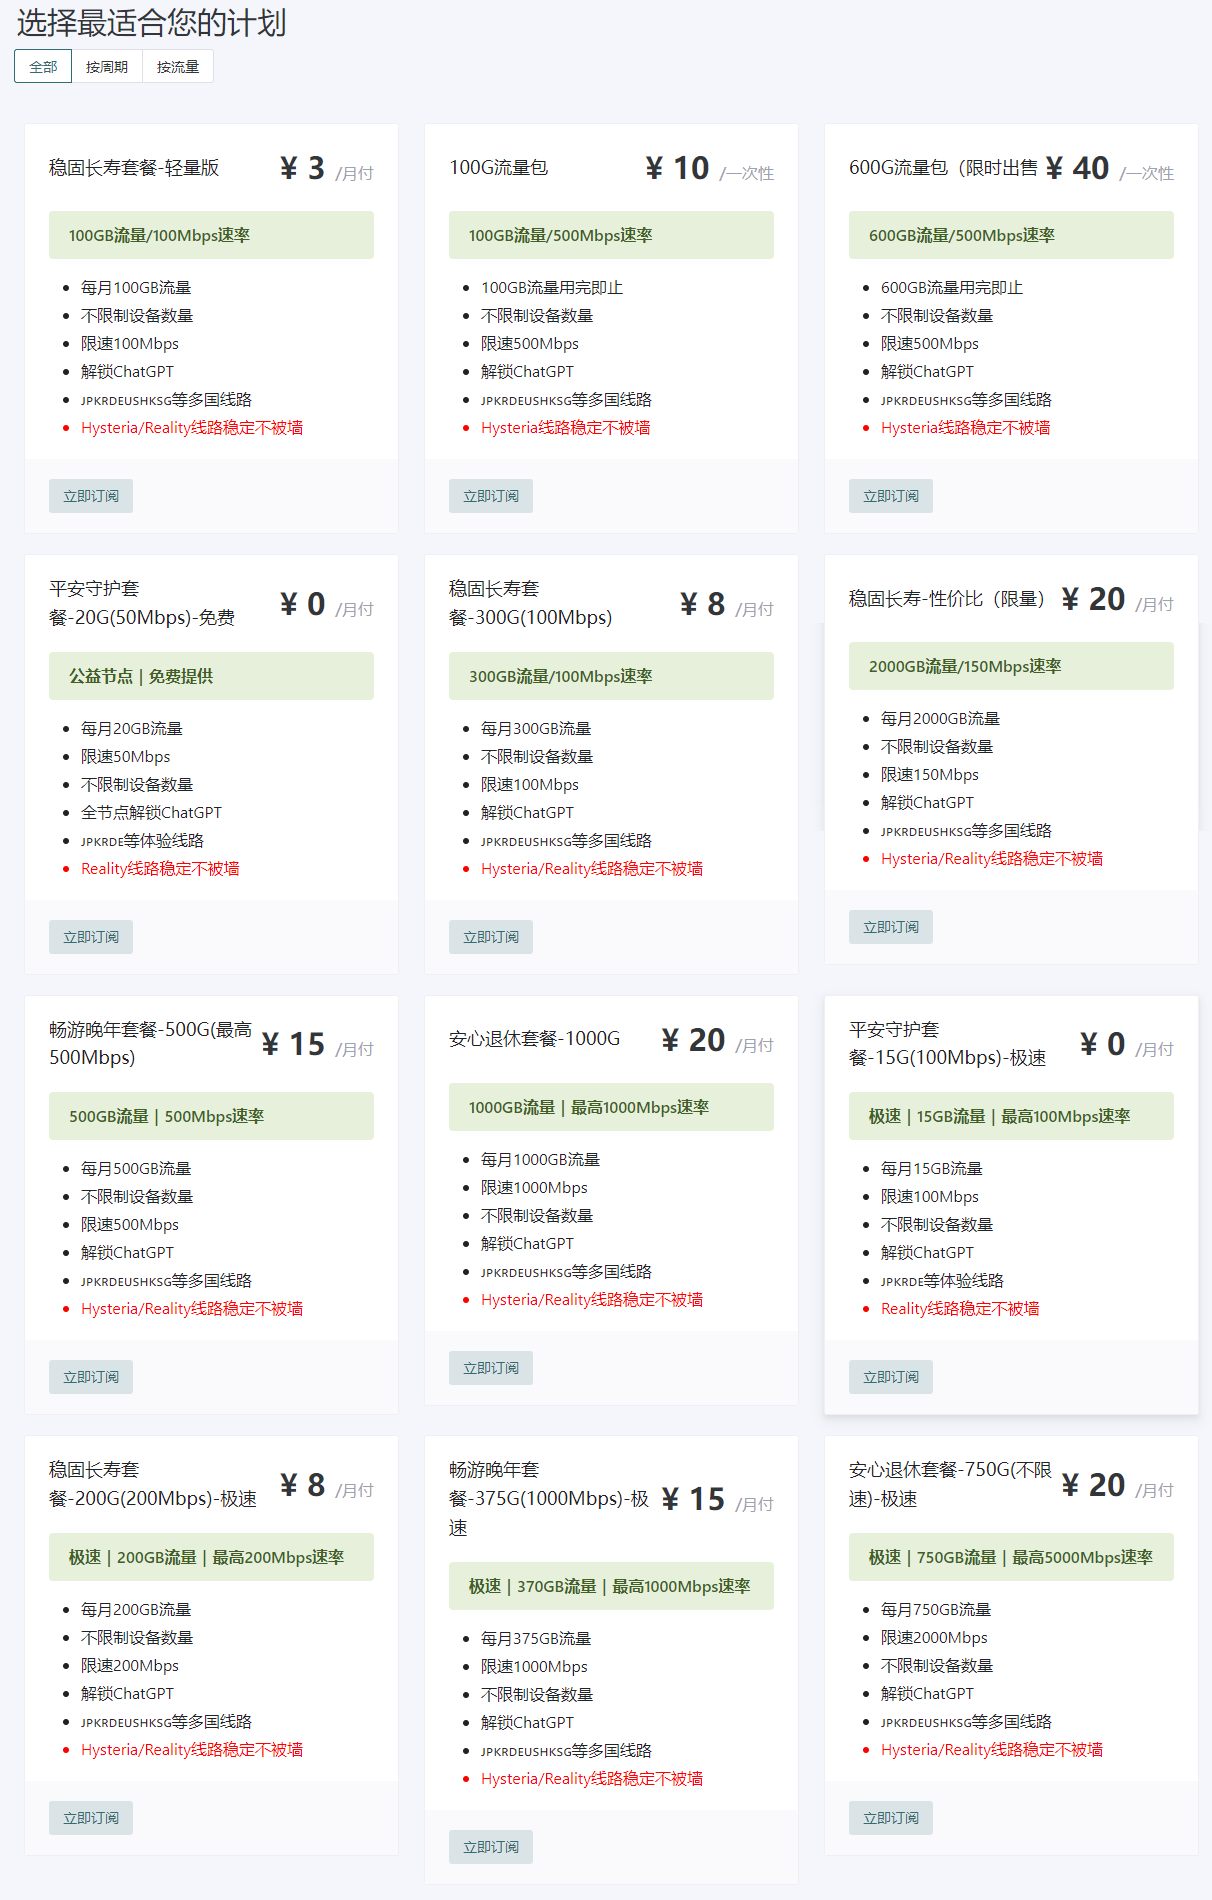 选择最适合您的计划
全部
按周期
按流量
稳固长寿套餐-轻量版
¥ 3 /月付
100GB流量/100Mbps速率
每月100GB流量
不限制设备数量
限速100Mbps
解锁ChatGPT
JPKRDEUSHKSG等多国线路
Hysteria/Reality线路稳定不被墙
立即订阅
100G流量包
¥ 10 /一次性
100GB流量/500Mbps速率
100GB流量用完即止
不限制设备数量
限速500Mbps
解锁ChatGPT
JPKRDEUSHKSG等多国线路
Hysteria线路稳定不被墙
立即订阅
600G流量包（限时出售
¥ 40 /一次性
600GB流量/500Mbps速率
600GB流量用完即止
不限制设备数量
限速500Mbps
解锁ChatGPT
JPKRDEUSHKSG等多国线路
Hysteria线路稳定不被墙
立即订阅
平安守护套
餐-20G(50Mbps)-免费
¥ 0 /月付
公益节点 | 免费提供
每月20GB流量
限速50Mbps
不限制设备数量
全节点解锁ChatGPT
JPKRDE等体验线路
Reality线路稳定不被墙
立即订阅
稳固长寿套
餐-300G(100Mbps)
¥ 8 /月付
300GB流量/100Mbps速率
每月300GB流量
不限制设备数量
限速100Mbps
解锁ChatGPT
JPKRDEUSHKSG等多国线路
Hysteria/Reality线路稳定不被墙
立即订阅
稳固长寿-性价比（限量）
¥ 20 /月付
2000GB流量/150Mbps速率
每月2000GB流量
不限制设备数量
限速150Mbps
解锁ChatGPT
JPKRDEUSHKSG等多国线路
Hysteria/Reality线路稳定不被墙
立即订阅
畅游晚年套餐-500G(最高
500Mbps)
¥ 15 /月付
500GB流量 | 500Mbps速率
每月500GB流量
不限制设备数量
限速500Mbps
解锁ChatGPT
JPKRDEUSHKSG等多国线路
Hysteria/Reality线路稳定不被墙
立即订阅
安心退休套餐-1000G
¥ 20 /月付
1000GB流量 | 最高1000Mbps速率
每月1000GB流量
限速1000Mbps
不限制设备数量
解锁ChatGPT
JPKRDEUSHKSG等多国线路
Hysteria/Reality线路稳定不被墙
立即订阅
平安守护套
餐-15G(100Mbps)-极速
¥ 0 /月付
极速 | 15GB流量 | 最高100Mbps速率
每月15GB流量
限速100Mbps
不限制设备数量
解锁ChatGPT
JPKRDE等体验线路
Reality线路稳定不被墙
立即订阅
稳固长寿套
餐-200G(200Mbps)-极速
¥ 8 /月付
极速 | 200GB流量 | 最高200Mbps速率
每月200GB流量
不限制设备数量
限速200Mbps
解锁ChatGPT
JPKRDEUSHKSG等多国线路
Hysteria/Reality线路稳定不被墙
立即订阅
畅游晚年套
餐-375G(1000Mbps)-极
速
¥ 15 /月付
极速 | 370GB流量 | 最高1000Mbps速率
每月375GB流量
限速1000Mbps
不限制设备数量
解锁ChatGPT
JPKRDEUSHKSG等多国线路
Hysteria/Reality线路稳定不被墙
立即订阅
安心退休套餐-750G(不限
速)-极速
¥ 20 /月付
极速 | 750GB流量 | 最高5000Mbps速率
每月750GB流量
限速2000Mbps
不限制设备数量
解锁ChatGPT
JPKRDEUSHKSG等多国线路
Hysteria/Reality线路稳定不被墙
立即订阅